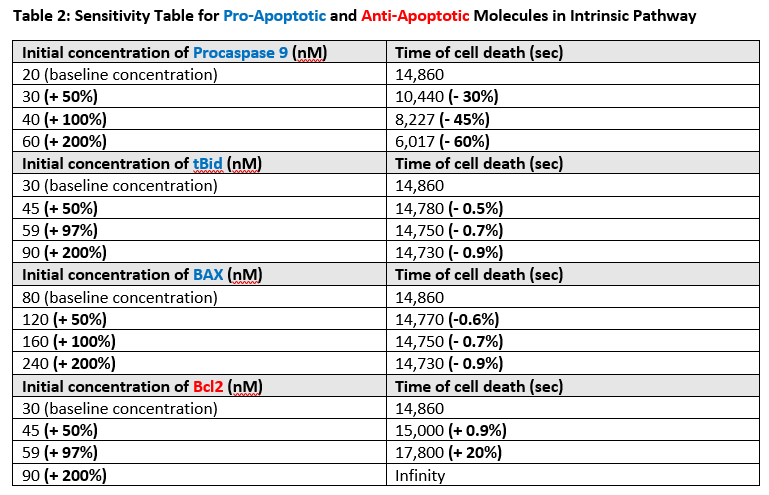 Table 2: Sensitivity Table for Pro-Apoptotic and Anti-Apoptotic Molecules in Intrinsic Pathway
Initial concentration of Procaspase 9 (nM) Time of cell death (sec)
20 (baseline concentration) 14,860
30 (+ 50%) 10,440 (- 30%)
40 (+ 100%) 8,227 (- 45%)
60 (+ 200%) 6,017 (- 60%)
Initial concentration of tBid (nM) Time of cell death (sec)
30 (baseline concentration) 14,860
45 (+ 50%) 14,780 (- 0.5%)
59 (+ 97%) 14,750 (- 0.7%)
90 (+ 200%) 14,730 (- 0.9%)
Initial concentration of BAX (nM) Time of cell death (sec)
80 (baseline concentration) 14,860
120 (+ 50%) 14,770 (-0.6%)
160 (+ 100%) 14,750 (- 0.7%)
240 (+ 200%) 14,730 (- 0.9%)
Initial concentration of Bcl2 (nM) Time of cell death (sec)
30 (baseline concentration) 14,860
45 (+ 50%) 15,000 (+ 0.9%)
59 (+ 97%) 17,800 (+ 20%)
90 (+ 200%) Infinity